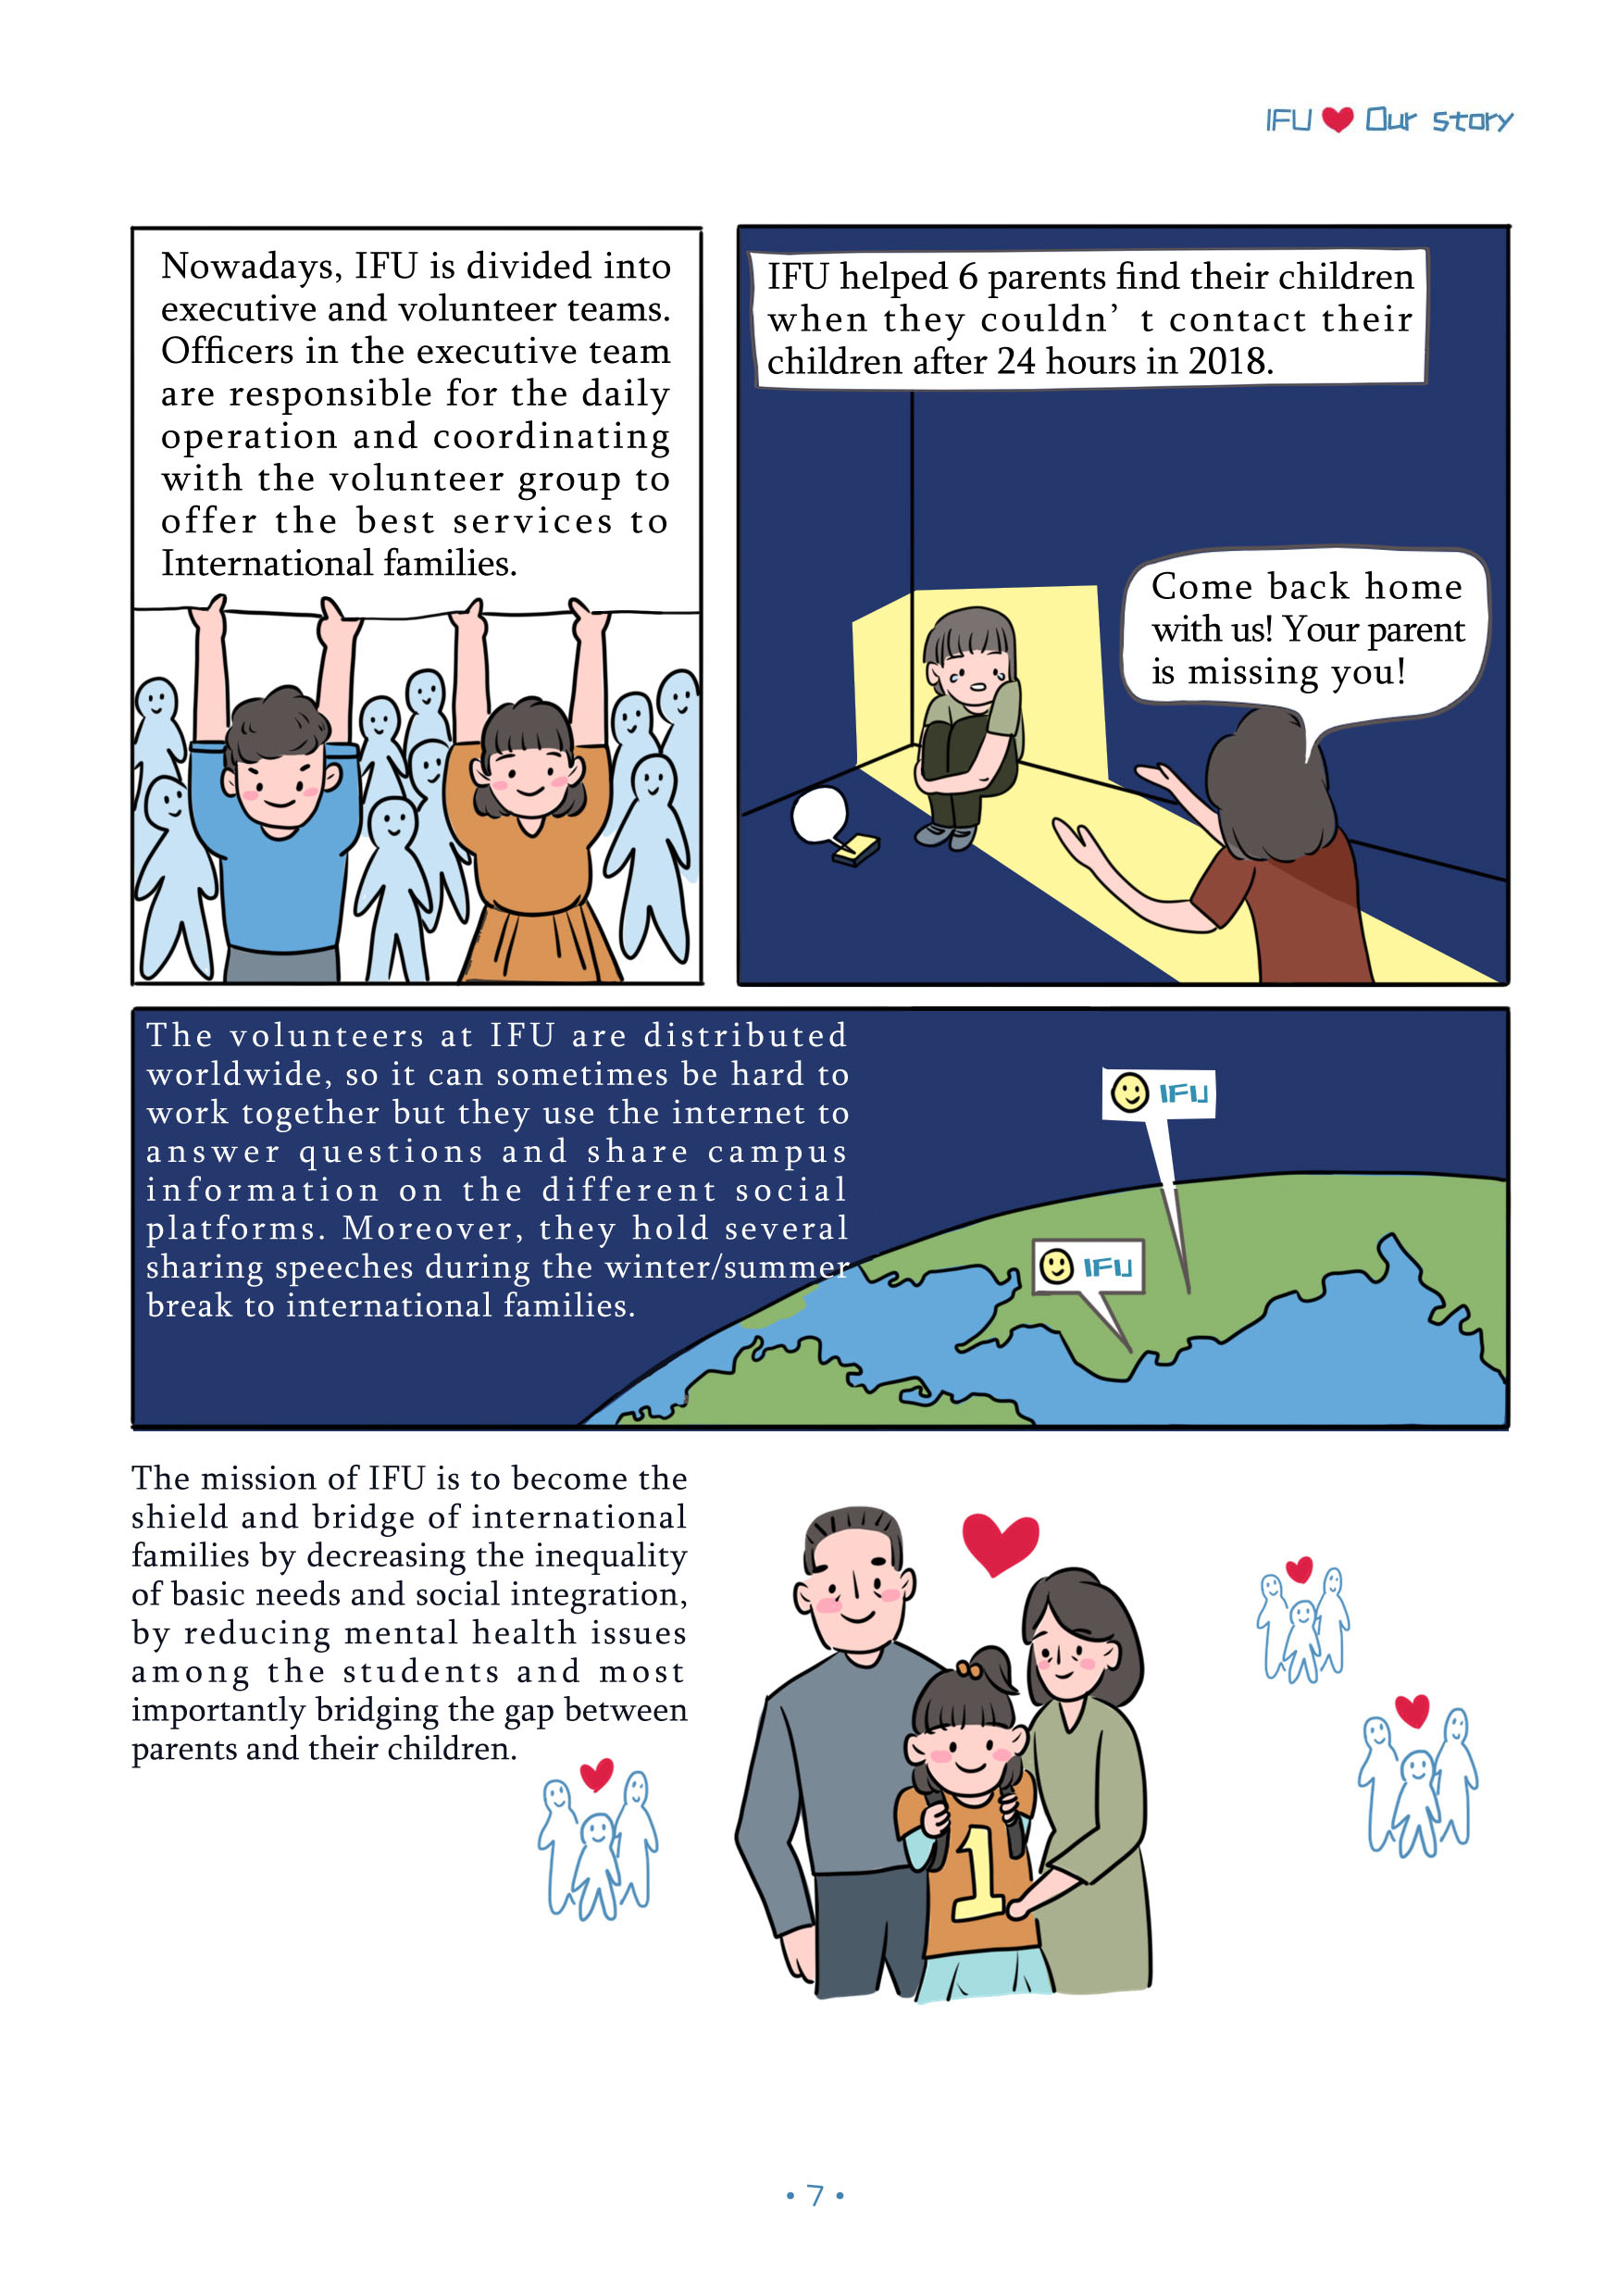 IFU Our story
Nowadays, IFU is divided into
executive and volunteer teams.
Officers in the executive team
are responsible for the daily
operation and coordinating
with the volunteer group to
offer the best services to
International families.
IFU helped 6 parents find their children
when they couldn’ t contact their
children after 24 hours in 2018.
Come back home
with us! Your parent
is missing you!
The volunteers at IFU are distributed
worldwide, so it can sometimes be hard to
work together but they use the internet to
answer questions and share campus
information on the different social
platforms. Moreover, they hold several
sharing speeches during the winter/summer
break to international families.
IFU
IFU
The mission of IFU is to become the
shield and bridge of international
families by decreasing the inequality
of basic needs and social integration,
by reducing mental health issues
among the students and most
importantly bridging the gap between
parents and their children.
1
• 7 •